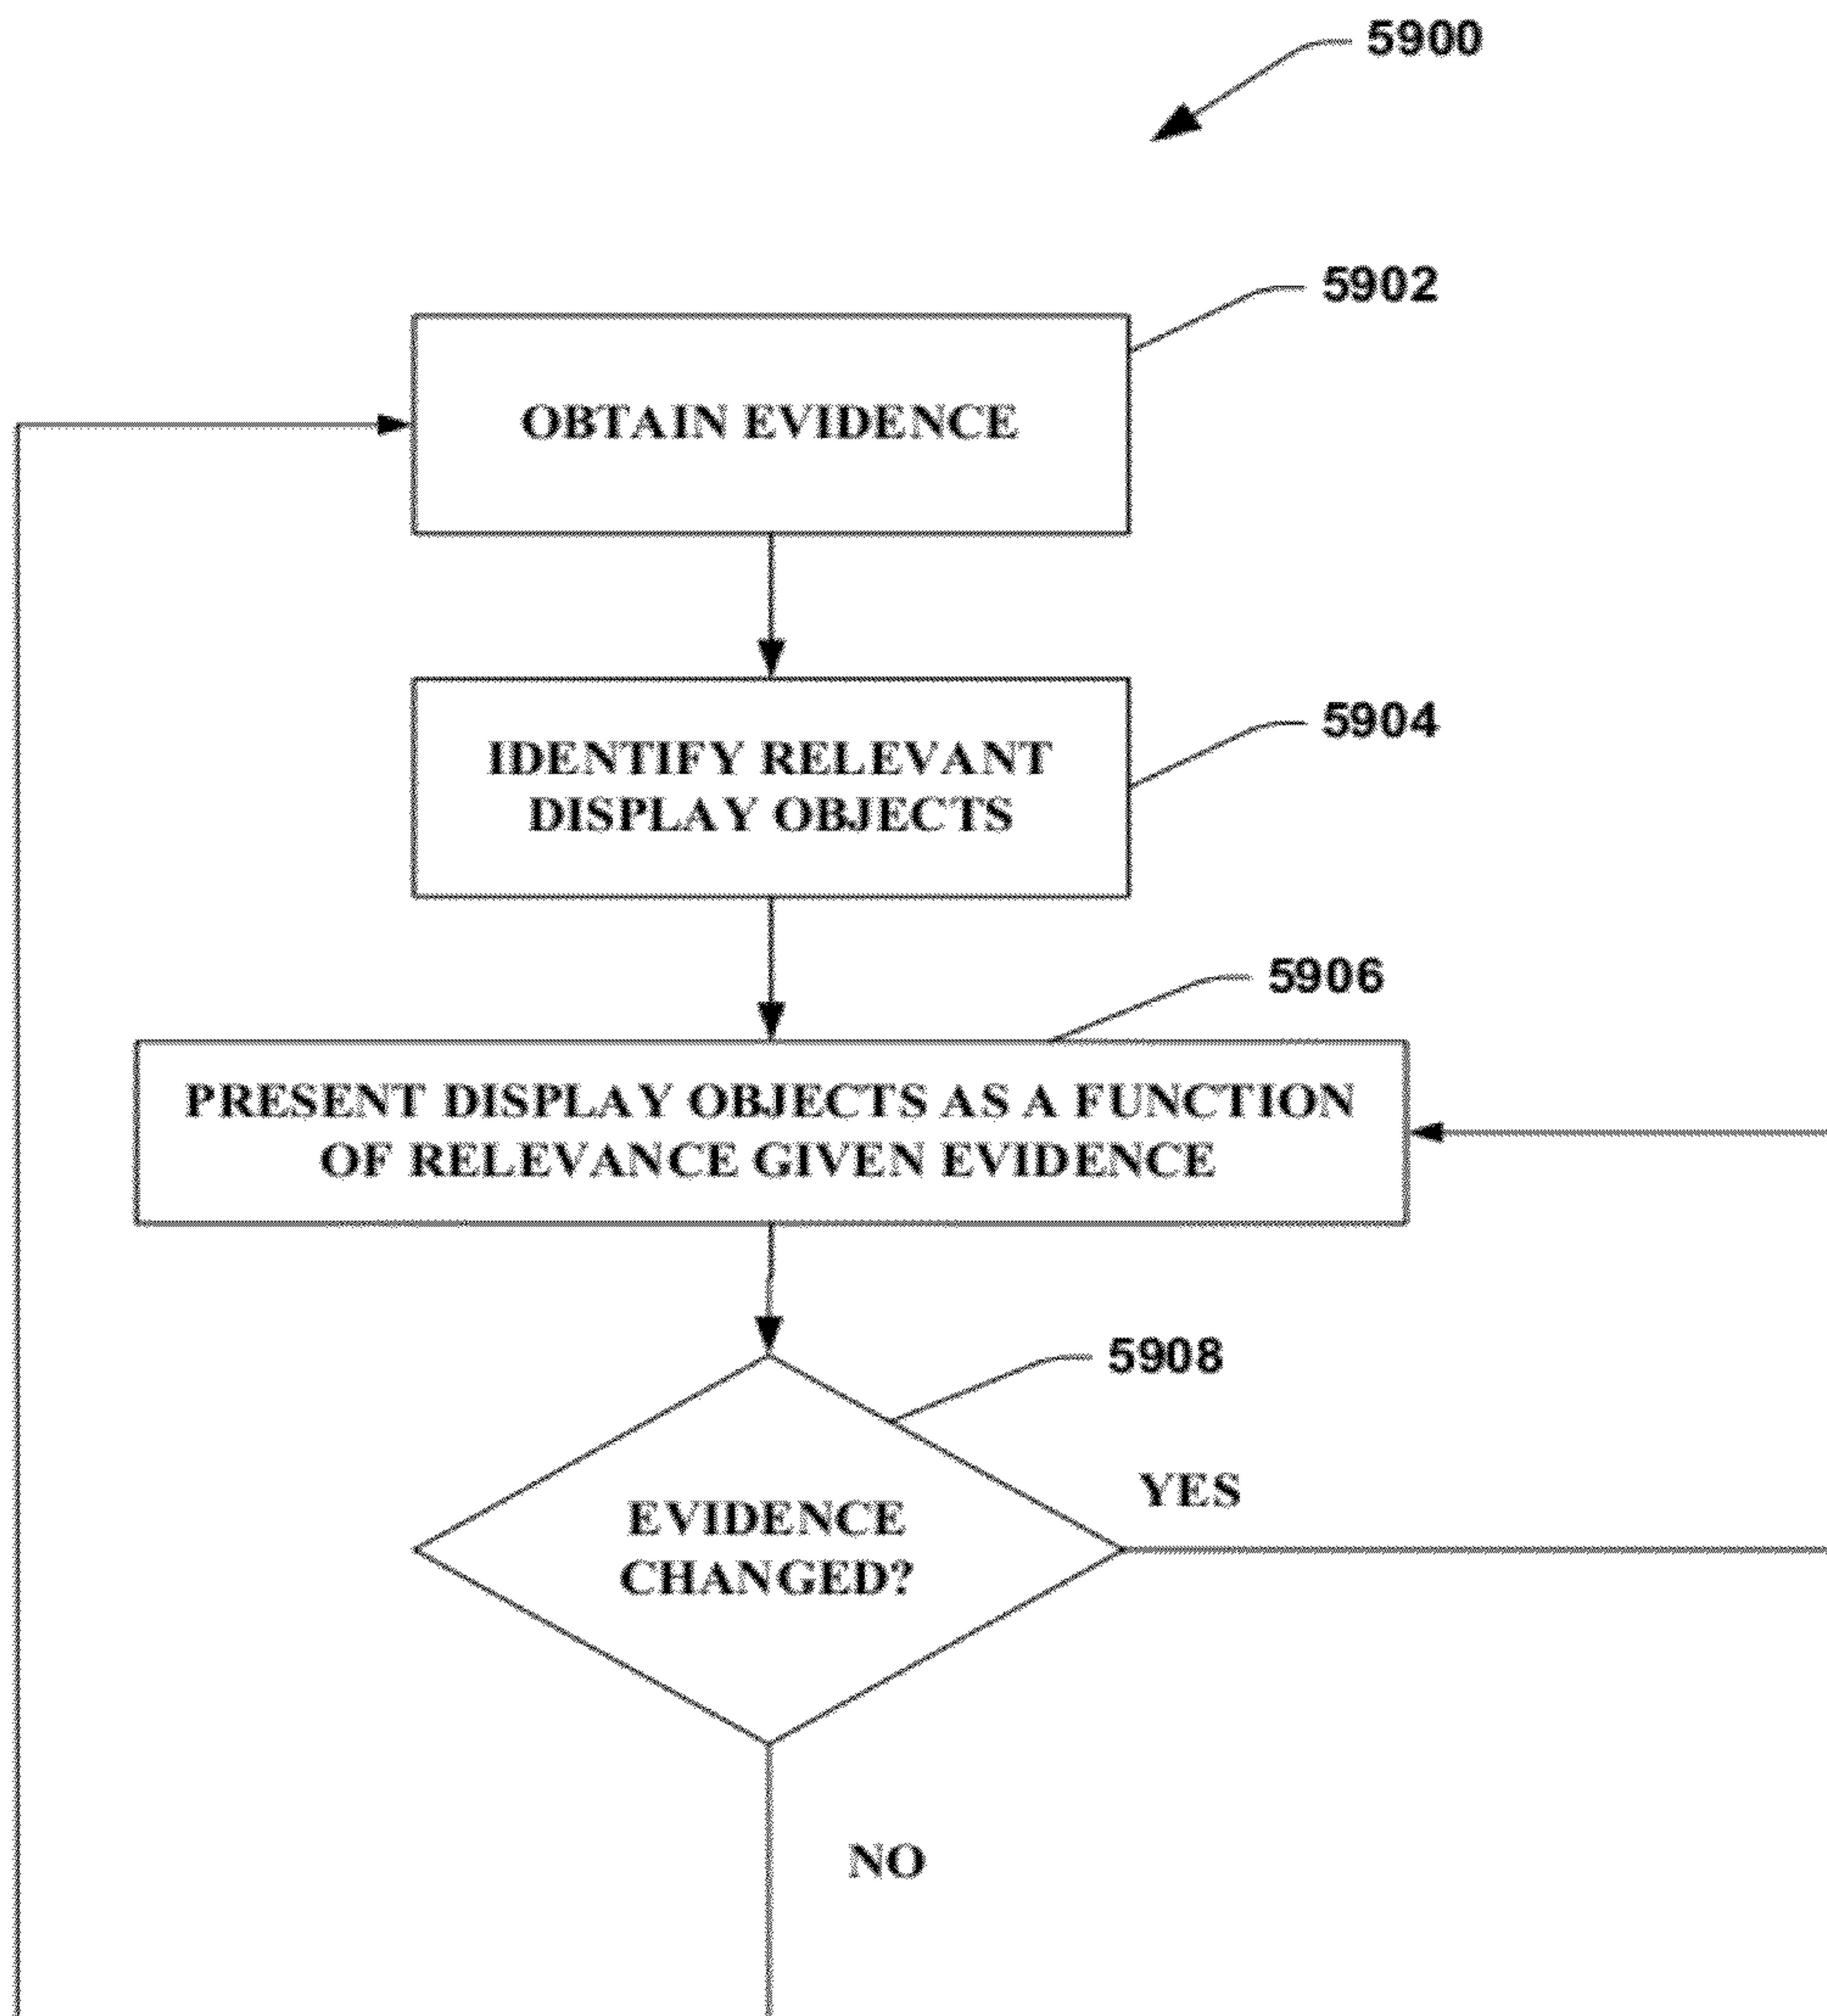 5900
5902
OBTAIN EVIDENCE
5904
IDENTIFY RELEVANT
DISPLAY OBJECTS
5906
PRESENT DISPLAY OBJECTS AS A FUNCTION
OF RELEVANCE GIVEN EVIDENCE
5908
YES
EVIDENCE
CHANGED?
NO